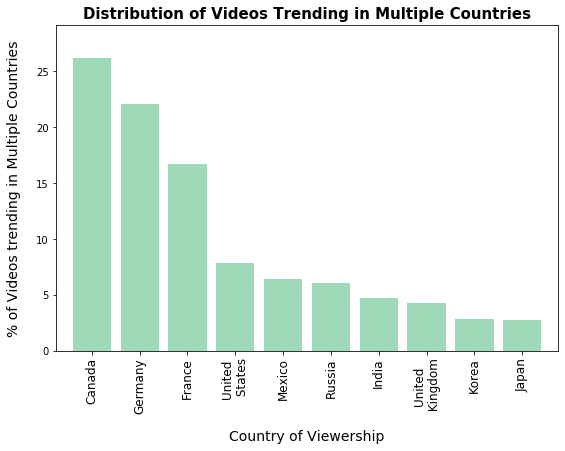 Distribution of Videos Trending in Multiple Countries
% of Videos trending in Multiple Countries
25
20
15
10
5
0
Canada
Germany
France
United
States
Mexico
Russia
India
United
Kingdom
Korea
Japan
Country of Viewership